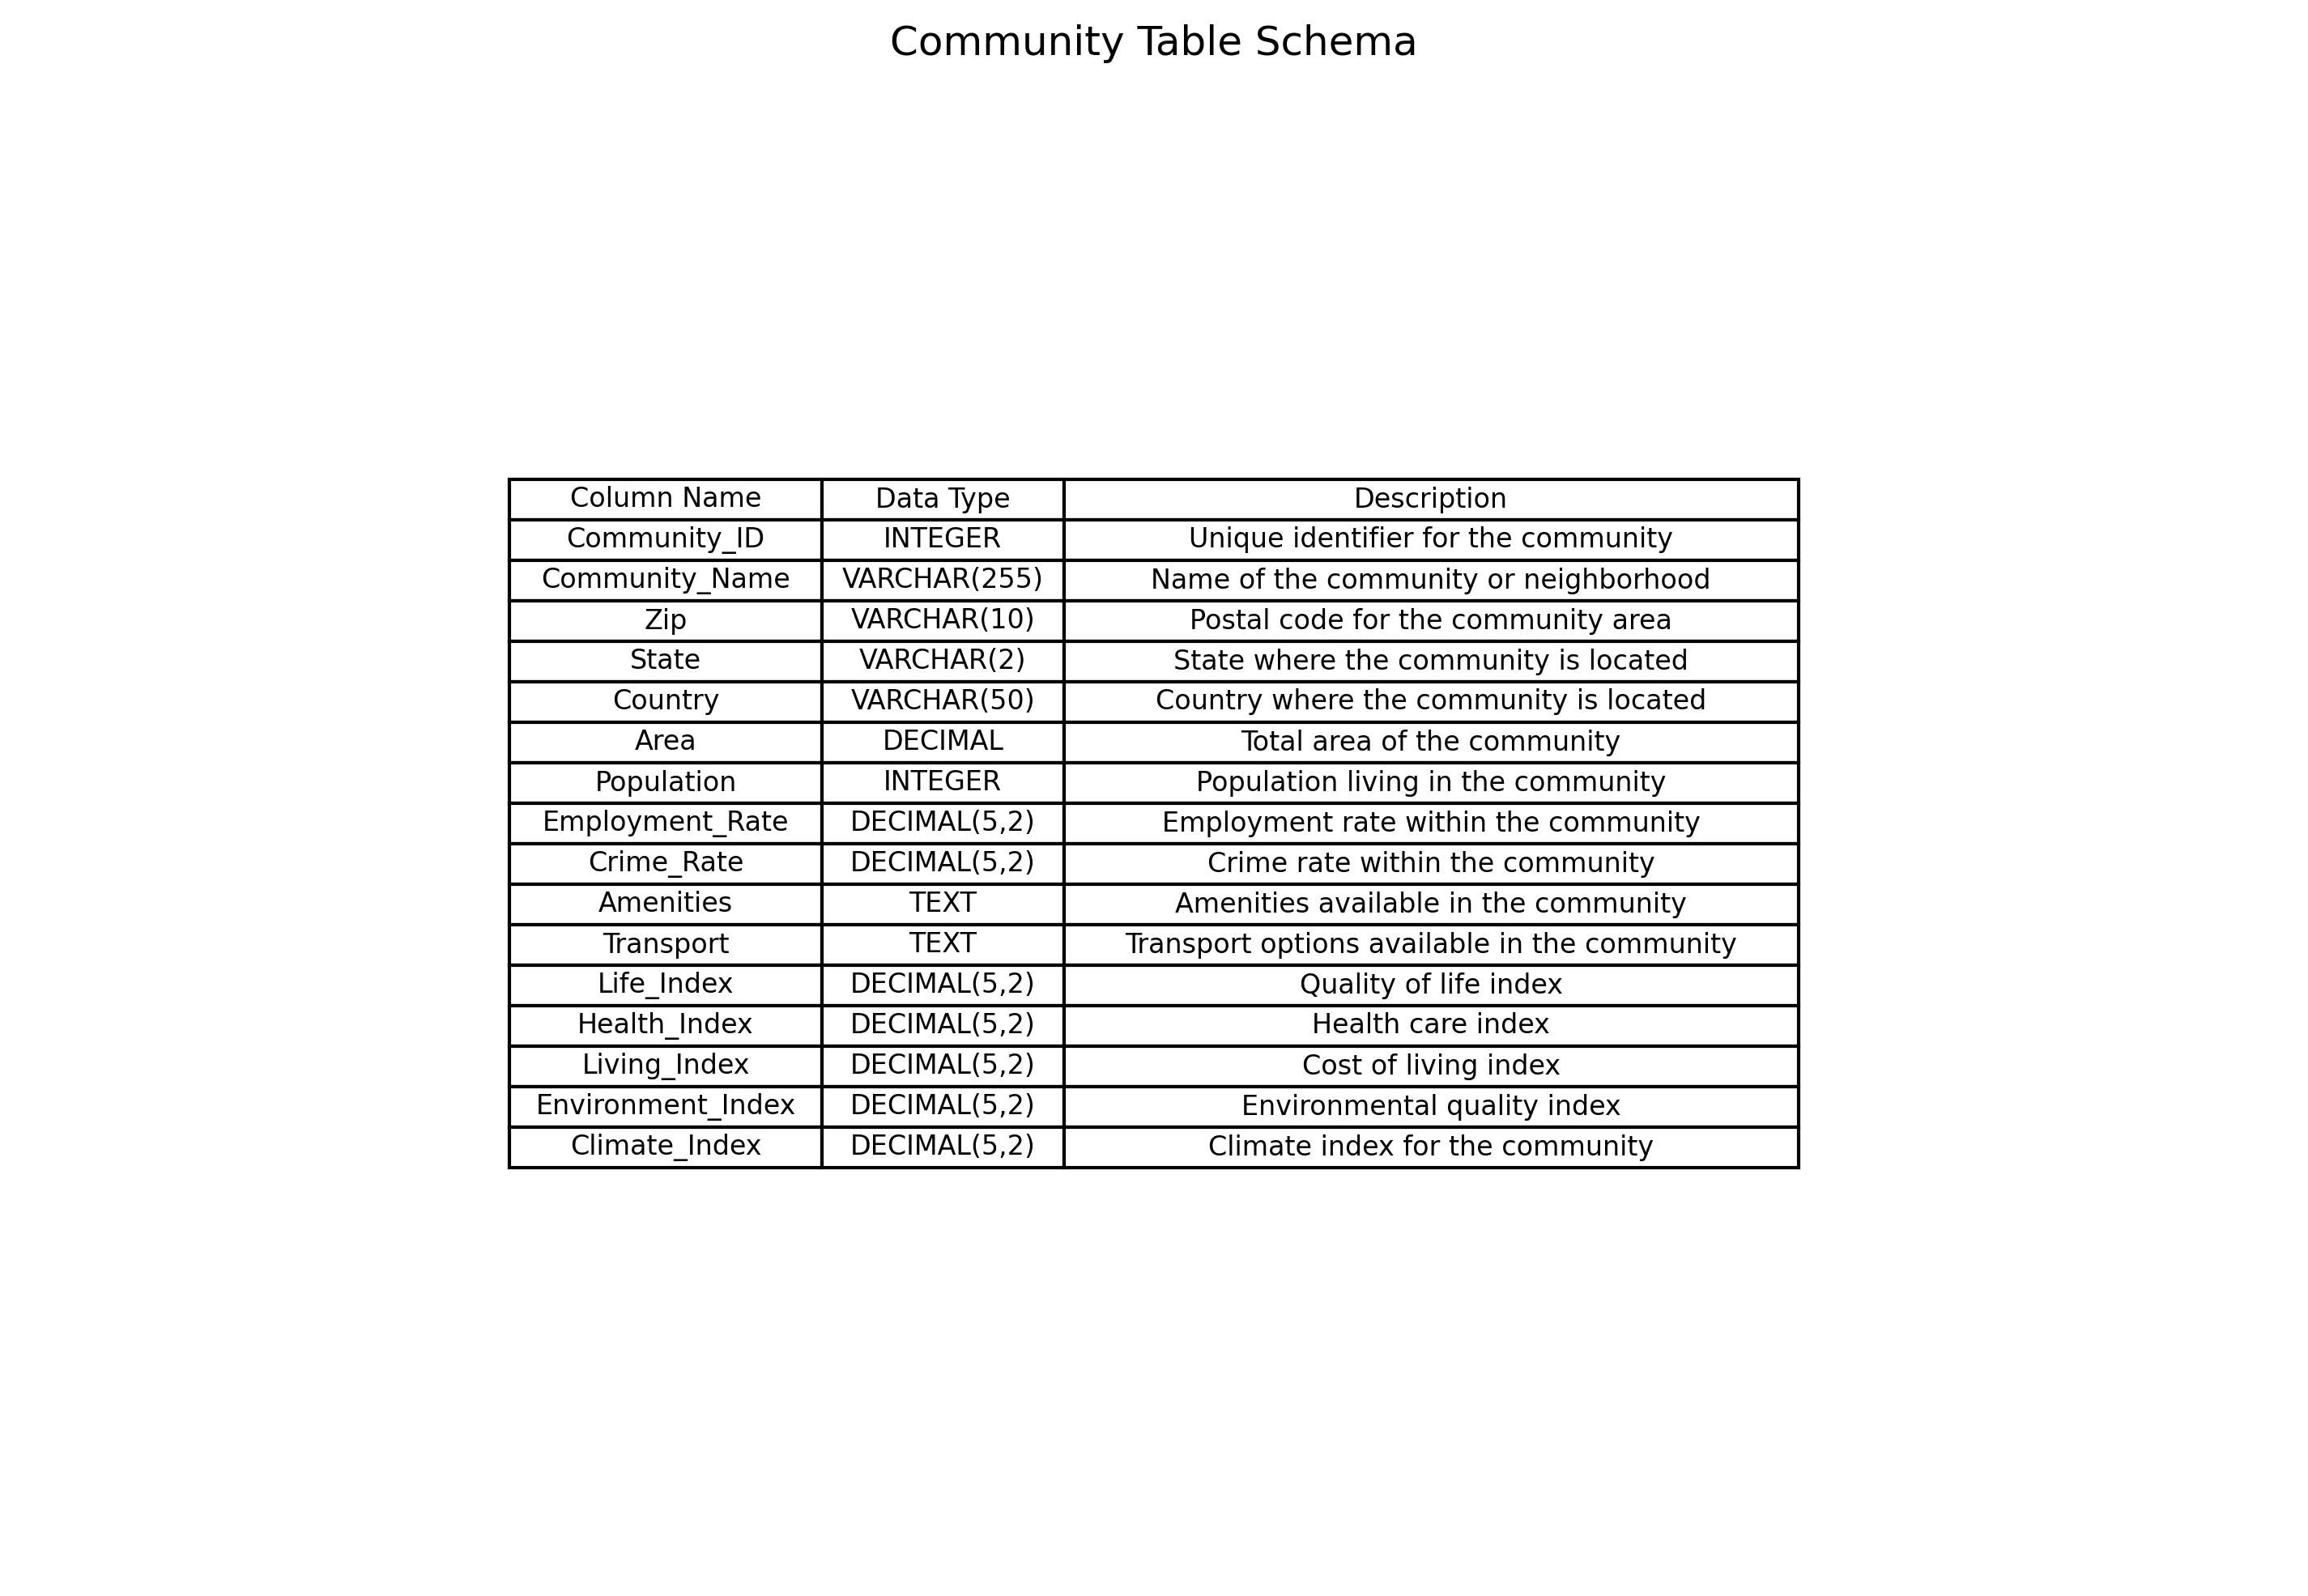 Community Table Schema
Column Name Data Type Description
Community_ID INTEGER Unique identifier for the community
Community_Name VARCHAR(255) Name of the community or neighborhood
Zip VARCHAR(10) Postal code for the community area
State VARCHAR(2) State where the community is located
Country VARCHAR(50) Country where the community is located
Area DECIMAL Total area of the community
Population INTEGER Population living in the community
Employment_Rate DECIMAL(5,2) Employment rate within the community
Crime_Rate DECIMAL(5,2) Crime rate within the community
Amenities TEXT Amenities available in the community
Transport TEXT Transport options available in the community
Life_Index DECIMAL(5,2) Quality of life index
Health_Index DECIMAL(5,2) Health care index
Living_Index DECIMAL(5,2) Cost of living index
Environment_Index DECIMAL(5,2) Environmental quality index
Climate_Index DECIMAL(5,2) Climate index for the community